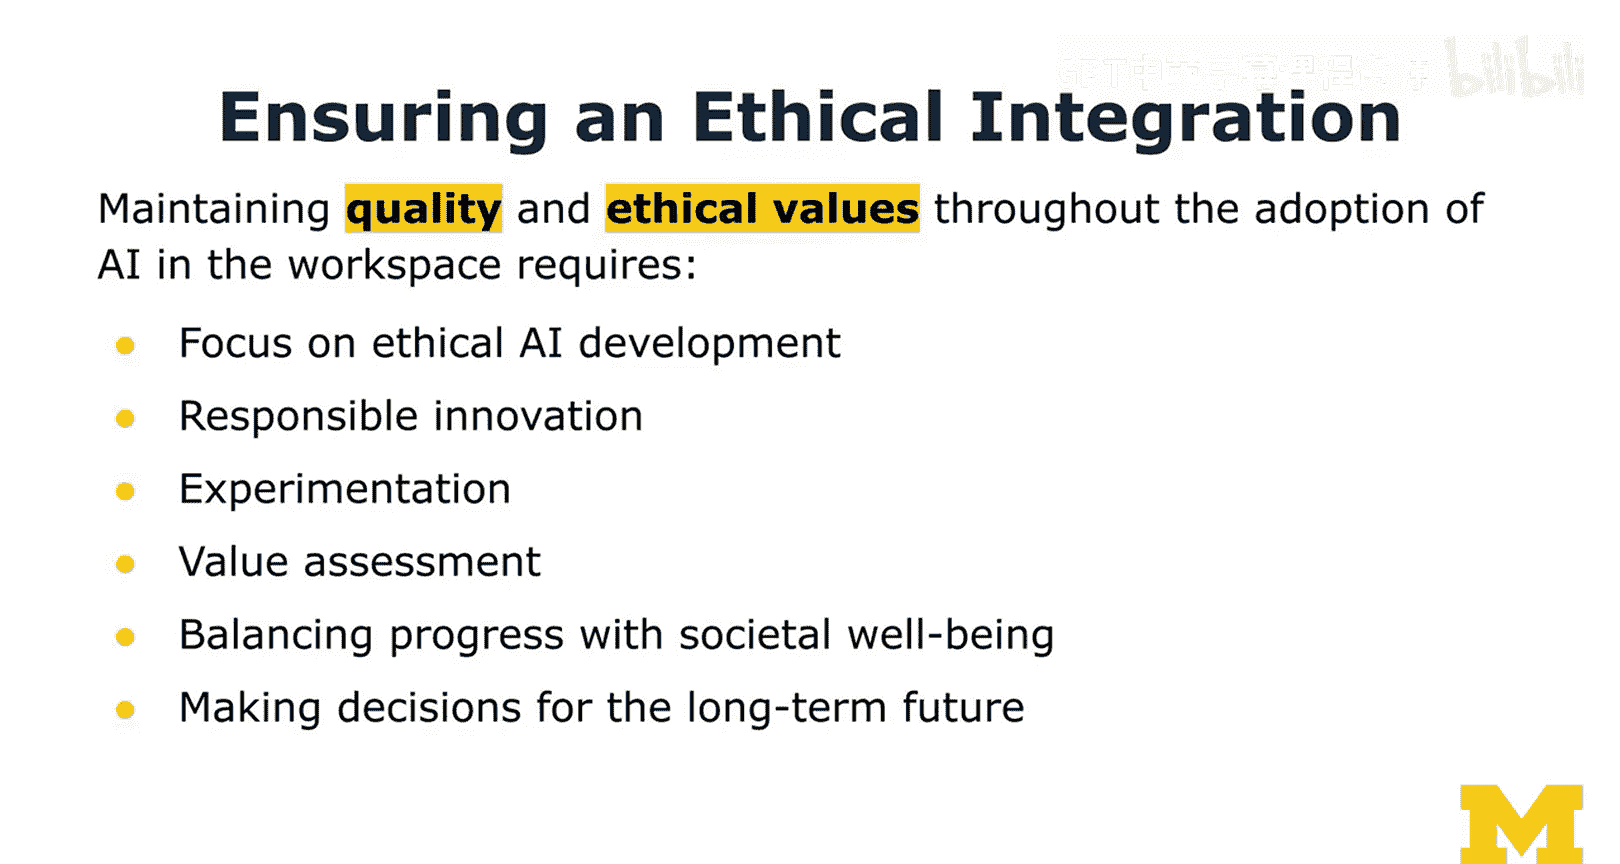 bilibili
Ensuring an Ethical Integration
Maintaining quality and ethical values throughout the adoption of
AI in the workspace requires:
Focus on ethical AI development
Responsible innovation
Experimentation
Value assessment
Balancing progress with societal well-being
Making decisions for the long-term future
M